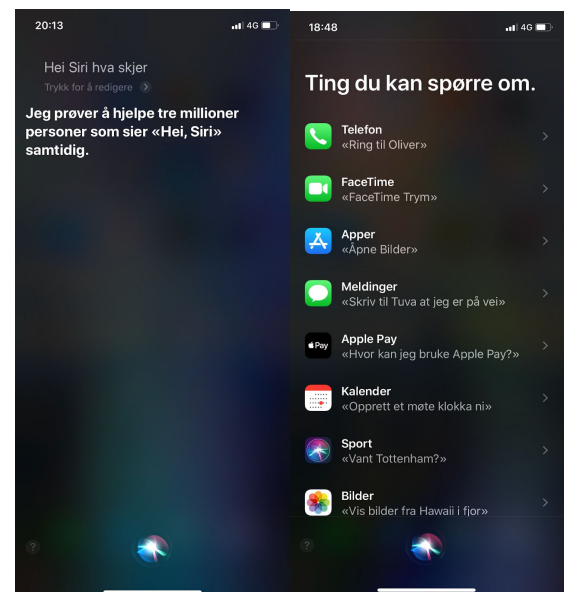 20:13
4G
Hei Siri hva skjer
Trykk for å redigere
Jeg prøver å hjelpe tre millioner
personer som sier «Hei, Siri»
samtidig.
?
18:48
4G
Ting du kan spørre om.
Telefon
«Ring til Oliver»
FaceTime
«FaceTime Trym»
Apper
«Åpne Bilder»
Meldinger
«Skriv til Tuva at jeg er på vei»
Pay
Apple Pay
«Hvor kan jeg bruke Apple Pay?»
Kalender
«Opprett et møte klokka ni»
Sport
«Vant Tottenham?»
Bilder
«Vis bilder fra Hawaii i fjor»
?